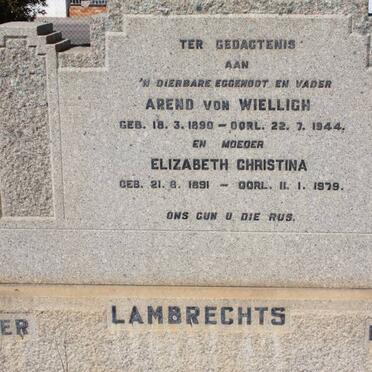 TER GEDAGTENIS
AAN
'N DIERBARE EGGENOOT EN VADER
AREND VON WIELLIGH
GEB. 18. 3. 1890 – OORL. 22. 7. 1944.
EN MOEDER
ELIZABETH CHRISTINA
GEB. 21. 8. 1891 – OORL. 11. 1. 1979.
ONS GUN U DIE RUS.
LAMBRECHTS